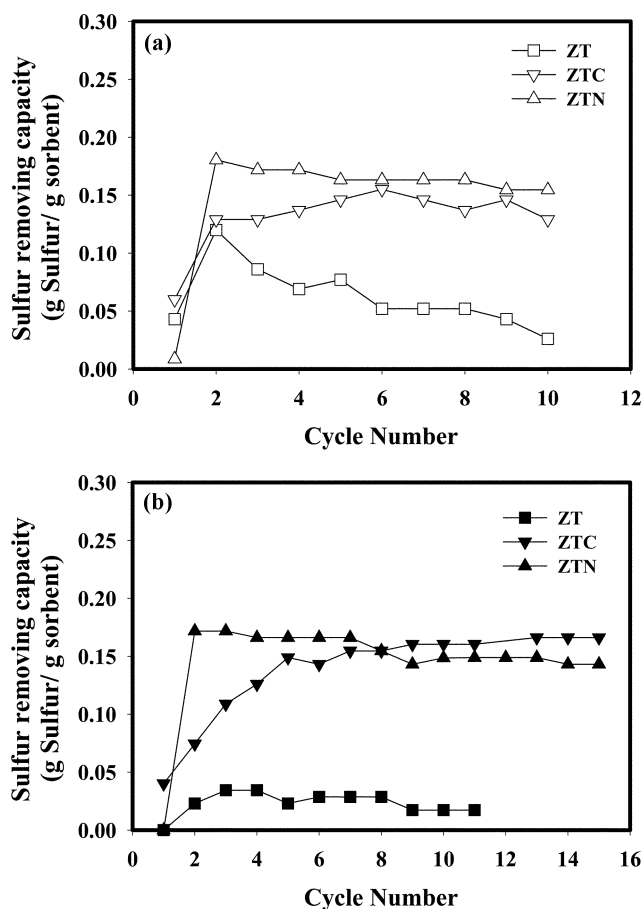 (a)
ZT
ZTC
ZTN
Sulfur removing capacity
(g Sulfur/ g sorbent)
0.30
0.25
0.20
0.15
0.10
0.05
0.00
0 2 4 6 8 10 12
Cycle Number
(b)
ZT
ZTC
ZTN
Sulfur removing capacity
(g Sulfur/ g sorbent)
0.30
0.25
0.20
0.15
0.10
0.05
0.00
0 2 4 6 8 10 12 14 16
Cycle Number